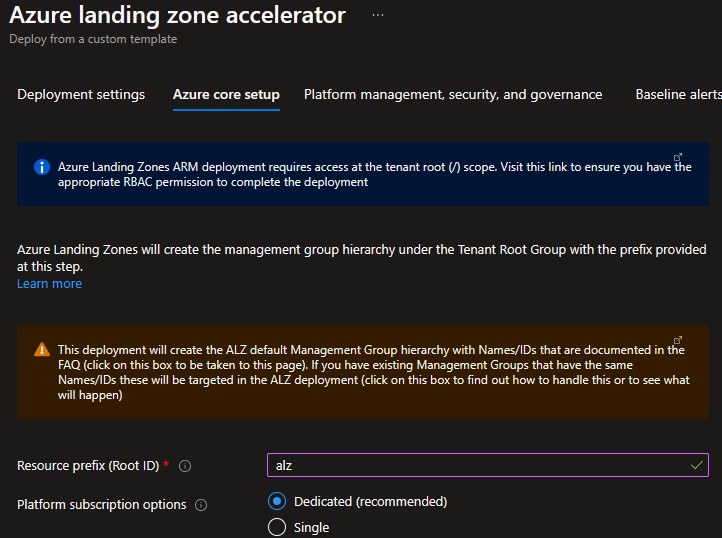 Azure landing zone accelerator ...
Deploy from a custom template
Deployment settings Azure core setup Platform management, security, and governance Baseline alerts
Azure Landing Zones ARM deployment requires access at the tenant root (/) scope. Visit this link to ensure you have the
appropriate RBAC permission to complete the deployment
Azure Landing Zones will create the management group hierarchy under the Tenant Root Group with the prefix provided
at this step.
Learn more
This deployment will create the ALZ default Management Group hierarchy with Names/IDs that are documented in the
FAQ (click on this box to be taken to this page). If you have existing Management Groups that have the same
Names/IDs these will be targeted in the ALZ deployment (click on this box to find out how to handle this or to see what
will happen)
Resource prefix (Root ID) * alz
Platform subscription options Dedicated (recommended)
Single